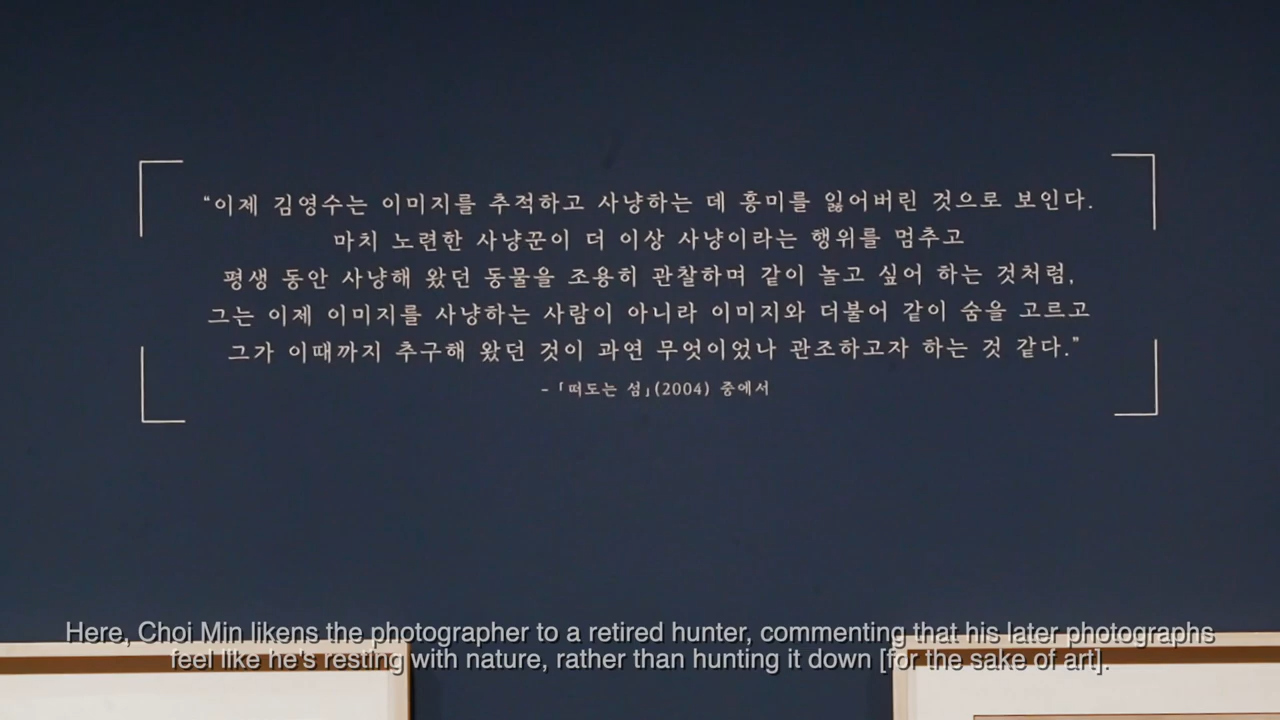 “이제 김영수는 이미지를 추적하고 사냥하는 데 흥미를 잃어버린 것으로 보인다.
마치 노련한 사냥꾼이 더 이상 사냥이라는 행위를 멈추고
평생 동안 사냥해 왔던 동물을 조용히 관찰하며 같이 놀고 싶어 하는 것처럼,
그는 이제 이미지를 사냥하는 사람이 아니라 이미지와 더불어 같이 숨을 고르고
그가 이때까지 추구해 왔던 것이 과연 무엇이었나 관조하고자 하는 것 같다.”
–「떠도는 섬」(2004) 중에서
Here, Choi Min likens the photographer to a retired hunter, commenting that his later photographs
feel like he's resting with nature, rather than hunting it down [for the sake of art].